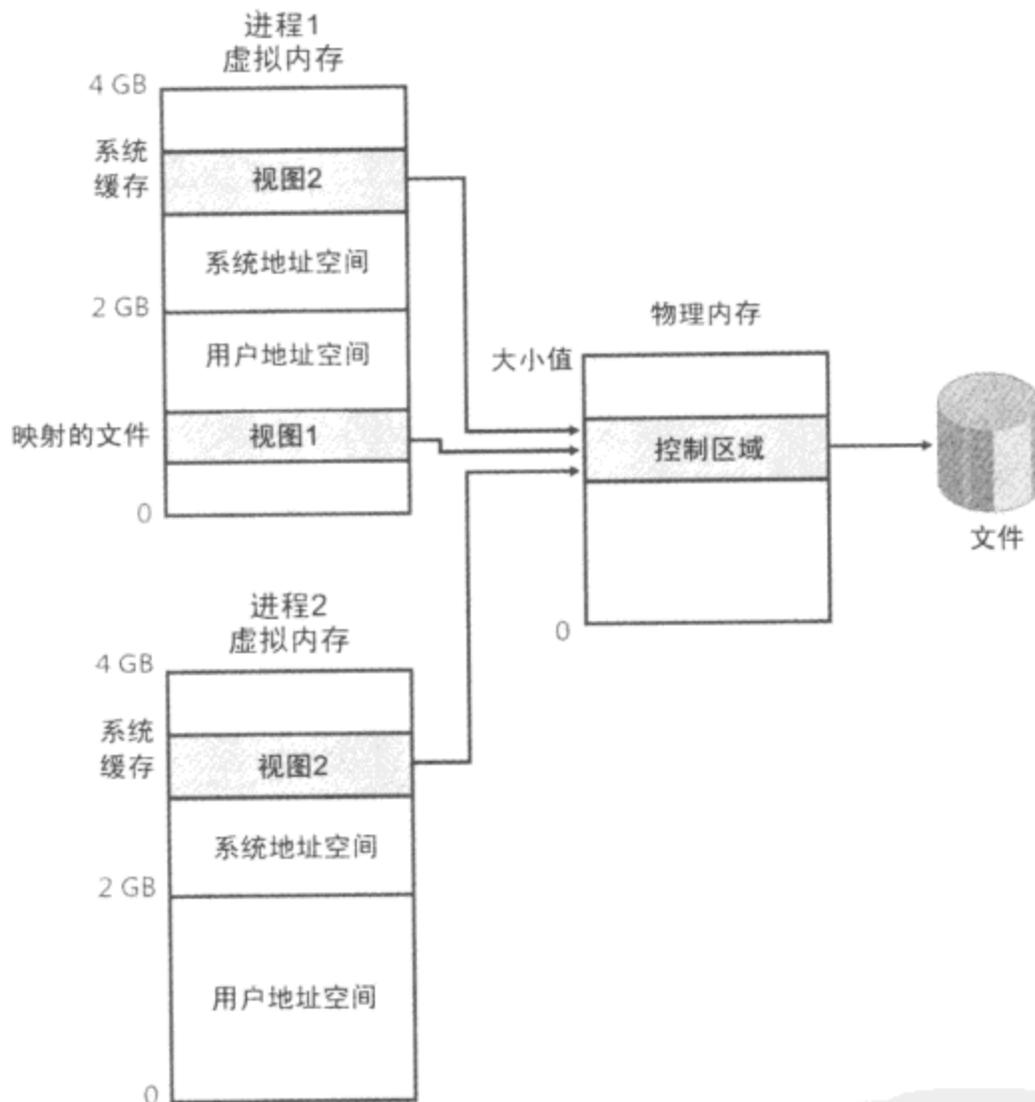 进程1
虚拟内存
4 GB
系统
缓存
视图2
系统地址空间
2 GB
用户地址空间
映射的文件
视图1
0
物理内存
大小值
控制区域
0
文件
进程2
虚拟内存
4 GB
系统
缓存
视图2
系统地址空间
2 GB
用户地址空间
0